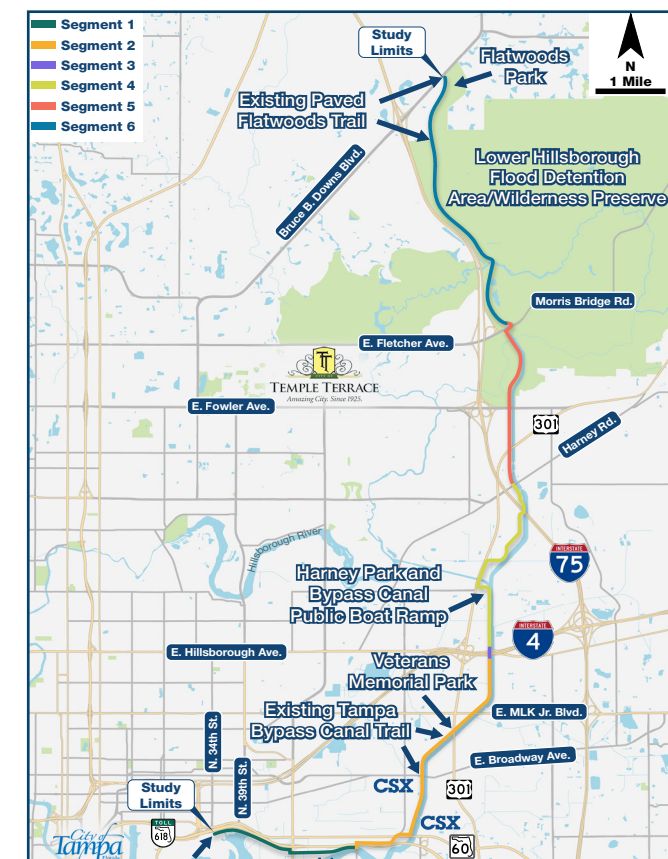 Segment 1
Segment 2
Segment 3
Segment 4
Segment 5
Segment 6
Study
Limits
N
1 Mile
Flatwoods
Park
Existing Paved
Flatwoods Trail
Bruce B. Downs Blvd.
Lower Hillsborough
Flood Detention
Area/Wilderness Preserve
Morris Bridge Rd.
E. Fletcher Ave.
TEMPLE TERRACE
Amazing City. Since 1925.
E. Fowler Ave.
301
Harney Rd.
Hillsborough River
INTERSTATE
75
Harney Park and
Bypass Canal
Public Boat Ramp
INTERSTATE
4
E. Hillsborough Ave.
Veterans
Memorial Park
E. MLK Jr. Blvd.
Existing Tampa
Bypass Canal Trail
N. 34th St.
E. Broadway Ave.
N. 39th St.
CSX
301
Study
Limits
TOLL
618
CSX
60
City of
Tampa